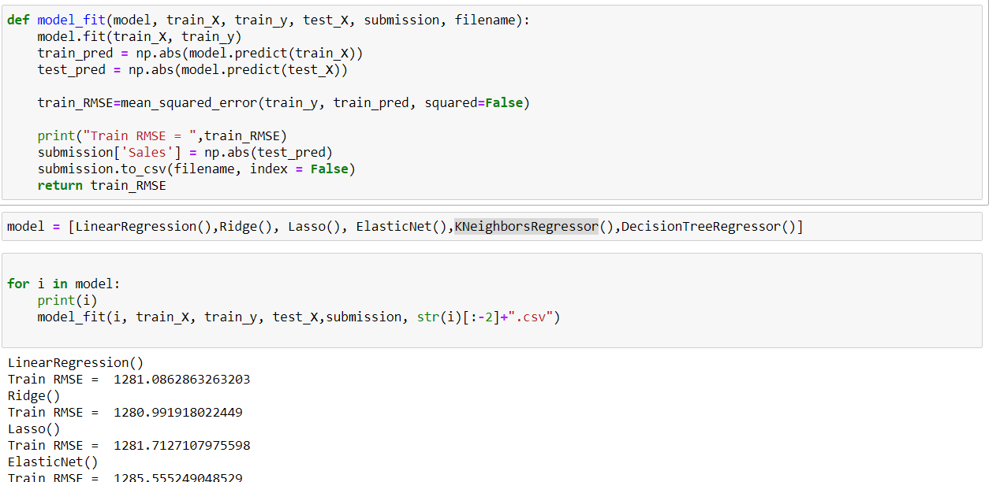 def model_fit(model, train_X, train_y, test_X, submission, filename):
    model.fit(train_X, train_y)
    train_pred = np.abs(model.predict(train_X))
    test_pred = np.abs(model.predict(test_X))
    train_RMSE=mean_squared_error(train_y, train_pred, squared=False)
    print("Train RMSE = ",train_RMSE)
    submission['Sales'] = np.abs(test_pred)
    submission.to_csv(filename, index = False)
    return train_RMSE
model = [LinearRegression(),Ridge(), Lasso(), ElasticNet(),KNeighborsRegressor(),DecisionTreeRegressor()]
for i in model:
    print(i)
    model_fit(i, train_X, train_y, test_X,submission, str(i)[:-2]+".csv")
LinearRegression()
Train RMSE =  1281.0862863263203
Ridge()
Train RMSE =  1280.991918022449
Lasso()
Train RMSE =  1281.7127107975598
ElasticNet()
Train RMSE =  1285.555249048529